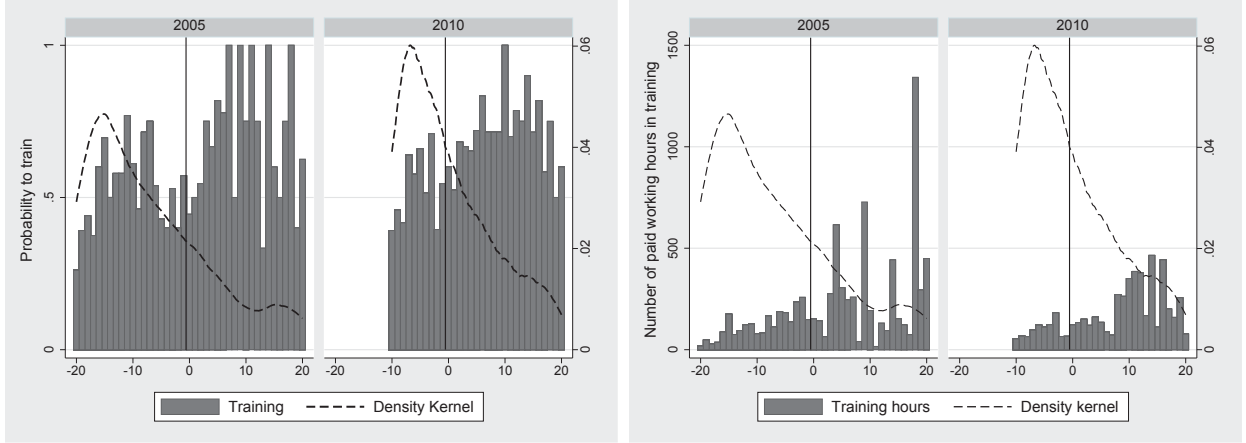 2005 2010
Probability to train
1
.5
0
.06
.04
.02
0
-20 -10 0 10 20
-20 -10 0 10 20
Training Density Kernel
2005 2010
Number of paid working hours in training
1500
1000
500
0
.06
.04
.02
0
-20 -10 0 10 20
-20 -10 0 10 20
Training hours Density kernel